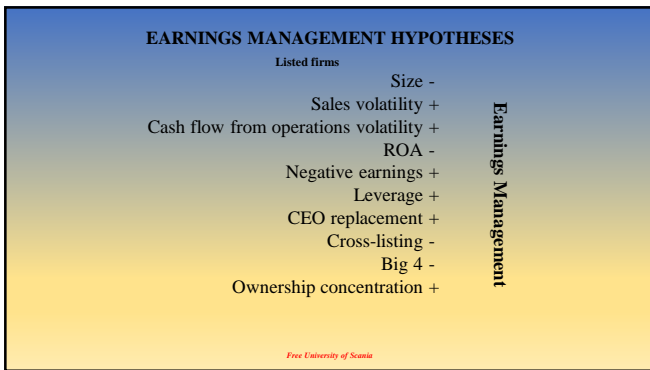 EARNINGS MANAGEMENT HYPOTHESES
Listed firms
Size -
Sales volatility +
Cash flow from operations volatility +
ROA -
Negative earnings +
Leverage +
CEO replacement +
Cross-listing -
Big 4 -
Ownership concentration +
Earnings Management
Free University of Scania